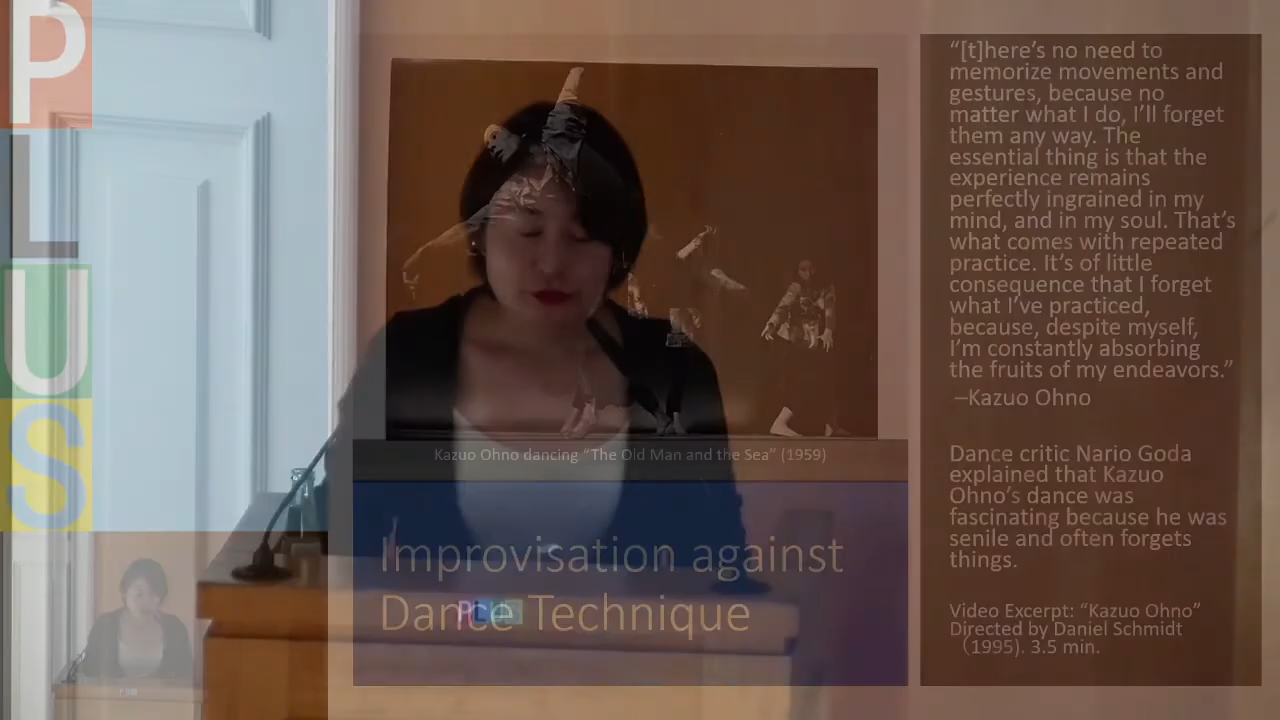 PLUS
“[t]here’s no need to
memorize movements and
gestures, because no
matter what I do, I’ll forget
them any way. The
essential thing is that the
experience remains
perfectly ingrained in my
mind, and in my soul. That’s
what comes with repeated
practice. It’s of little
consequence that I forget
what I’ve practiced,
because, despite myself,
I’m constantly absorbing
the fruits of my endeavors.”
–Kazuo Ohno
Dance critic Nario Goda
explained that Kazuo
Ohno’s dance was
fascinating because he was
senile and often forgets
things.
Video Excerpt: “Kazuo Ohno”
Directed by Daniel Schmidt
(1995). 3.5 min.
Kazuo Ohno dancing “The Old Man and the Sea” (1959)
Improvisation against
Dance Technique